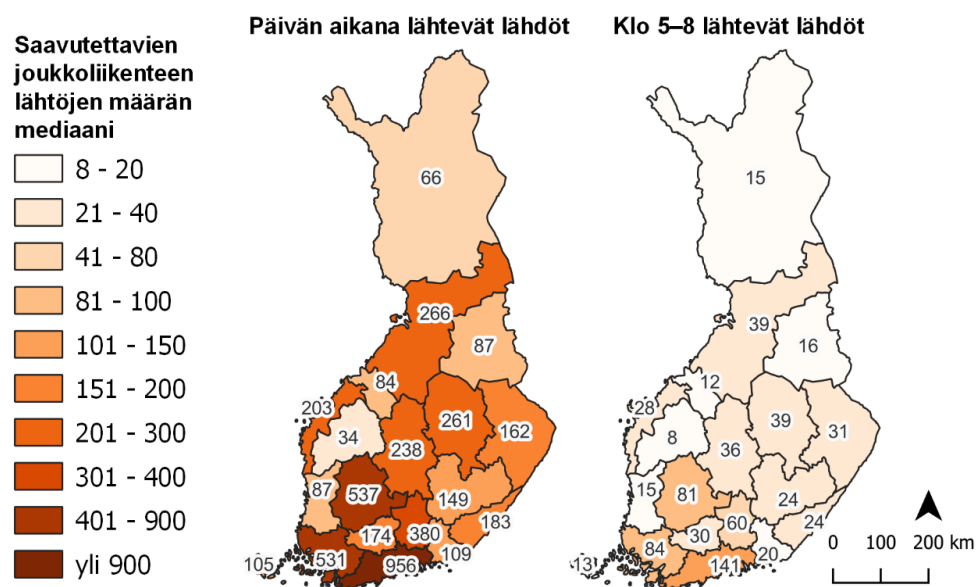 Päivän aikana lähtevät lähdöt
Klo 5–8 lähtevät lähdöt
Saavutettavien
joukkoliikenteen
lähtöjen määrän
mediaani
8 - 20
21 - 40
41 - 80
81 - 100
101 - 150
151 - 200
201 - 300
301 - 400
401 - 900
yli 900
66
266
87
84
203
34
238
261
162
87
537
149
183
174
380
109
105
531
956
15
39
16
12
28
8
36
39
31
15
81
24
24
30
60
20
13
84
141
0 100 200 km